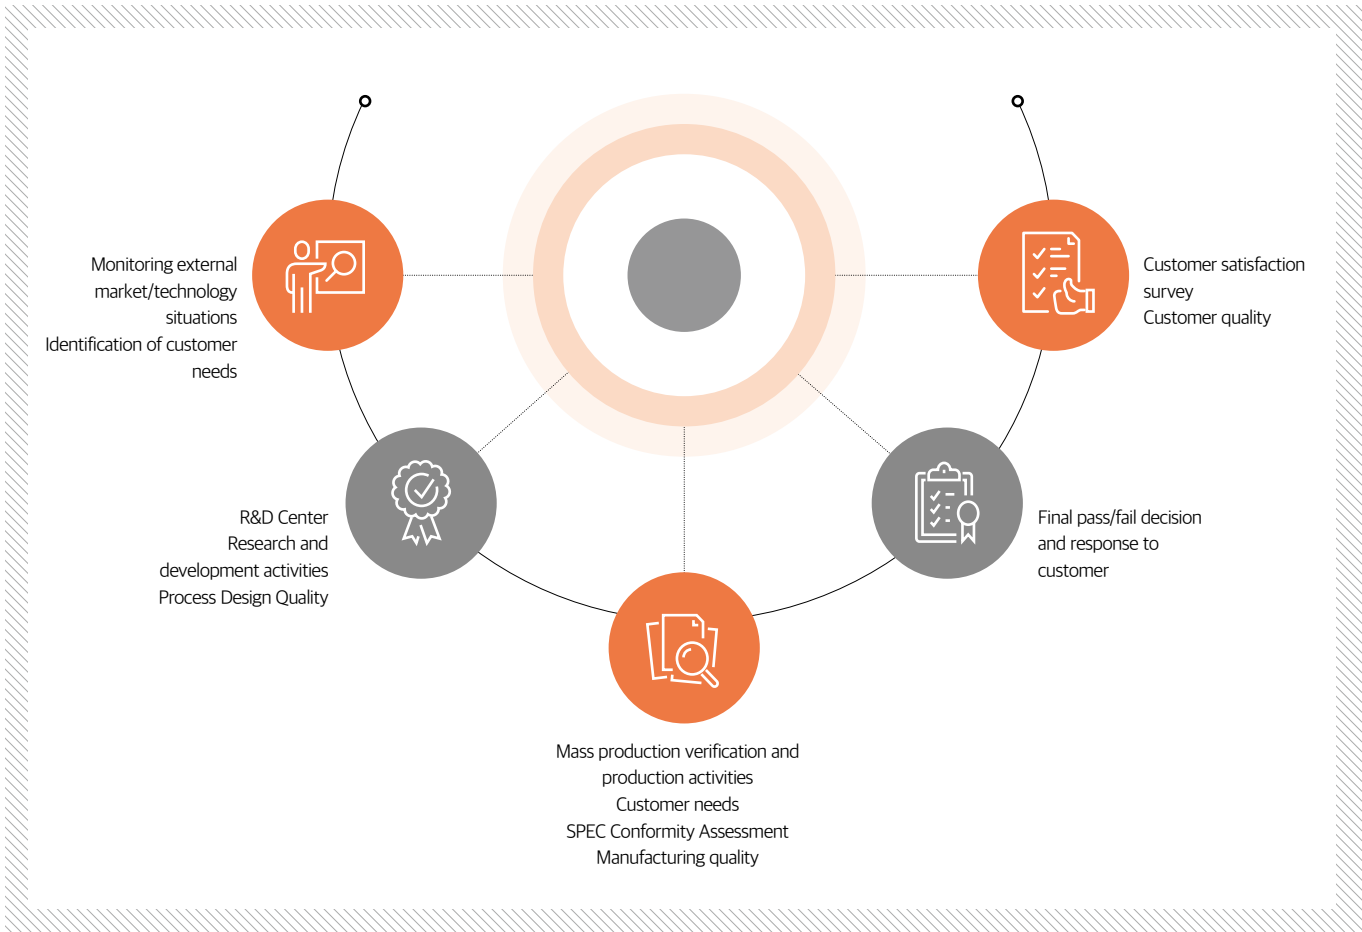 Monitoring external
market/technology
situations
Identification of customer
needs
R&D Center
Research and
development activities
Process Design Quality
Mass production verification and
production activities
Customer needs
SPEC Conformity Assessment
Manufacturing quality
Final pass/fail decision
and response to
customer
Customer satisfaction
survey
Customer quality